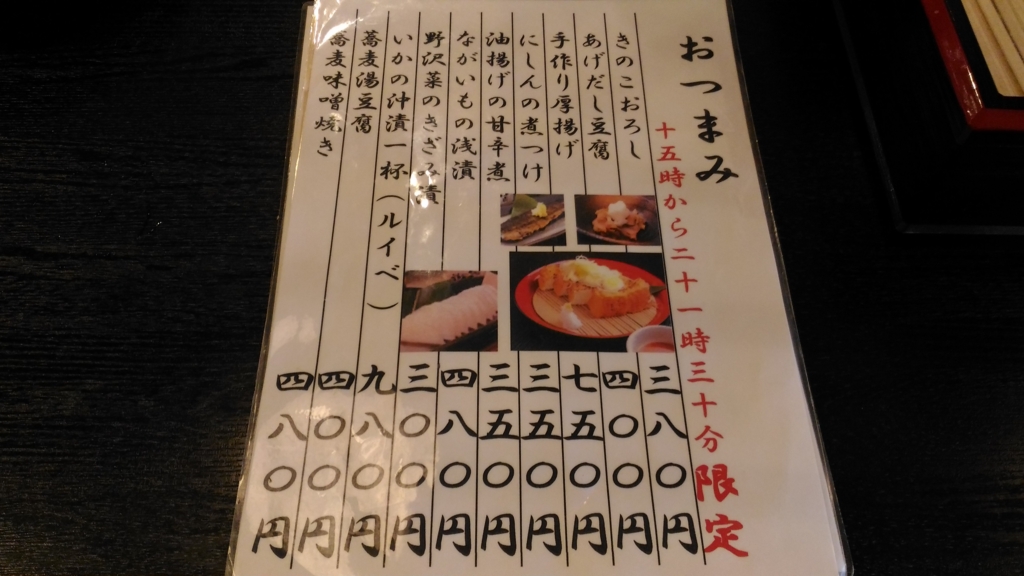 おつまみ
十五時から二十一時三十分限定
きのこおろし 三八〇円
あげだし豆腐 四〇〇円
手作り厚揚げ 七五〇円
にしんの煮つけ 三五〇円
油揚げの甘辛煮 三五〇円
ながいもの浅漬 四八〇円
野沢菜のきざみ漬 三〇〇円
いかの沖漬一杯（ルイベ） 九八〇円
蕎麦湯豆腐 四〇〇円
蕎麦味噌焼き 四八〇円